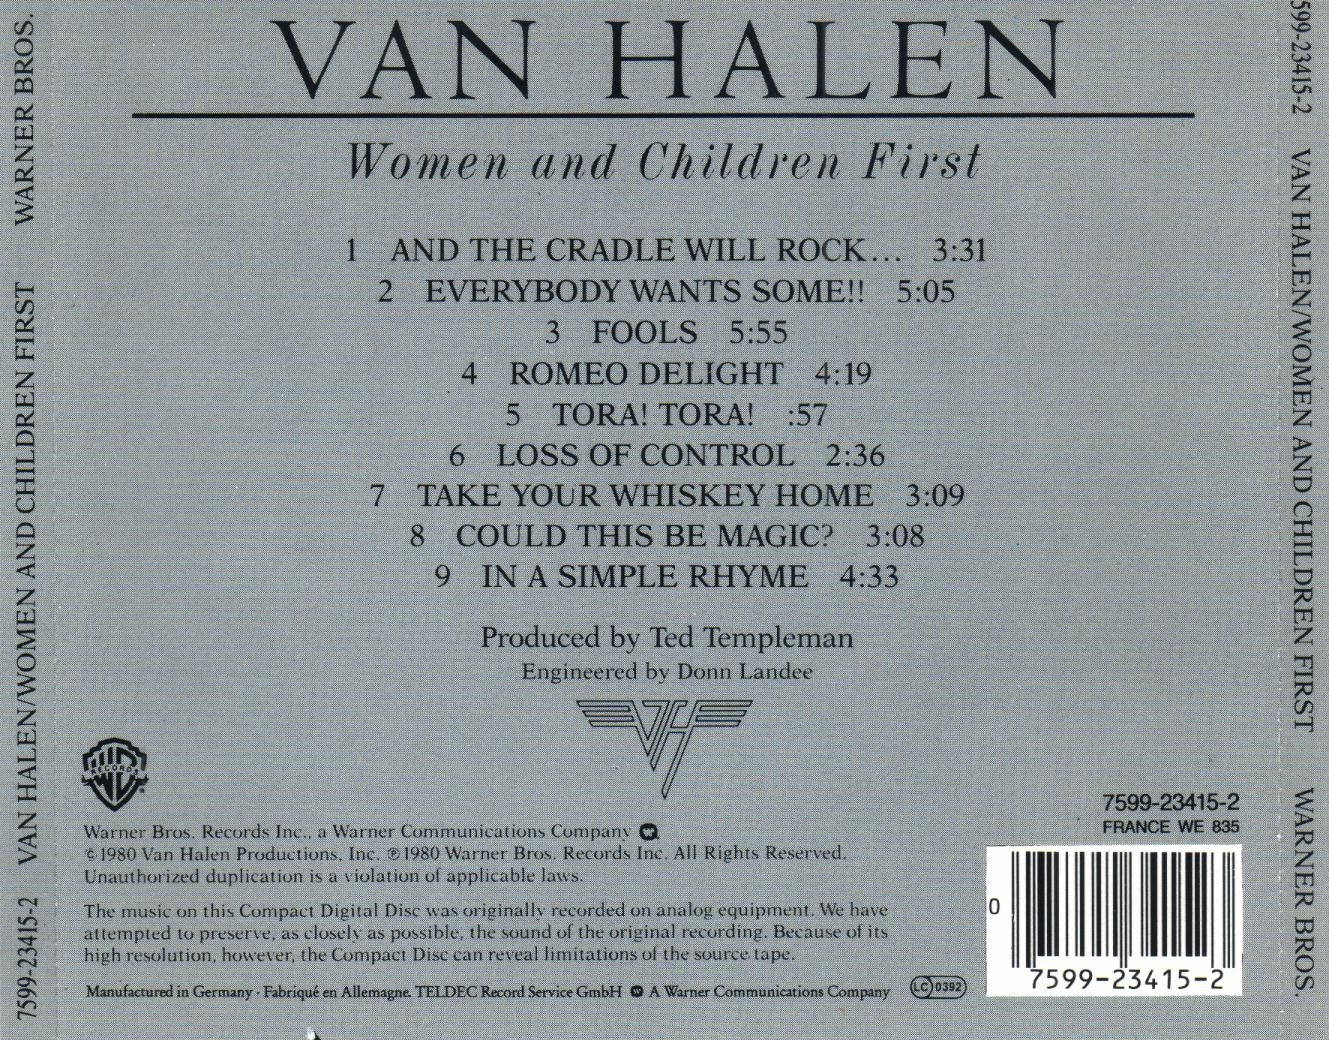 VAN HALEN
Women and Children First
1 AND THE CRADLE WILL ROCK... 3:31
2 EVERYBODY WANTS SOME!! 5:05
3 FOOLS 5:55
4 ROMEO DELIGHT 4:19
5 TORA! TORA! :57
6 LOSS OF CONTROL 2:36
7 TAKE YOUR WHISKEY HOME 3:09
8 COULD THIS BE MAGIC? 3:08
9 IN A SIMPLE RHYME 4:33
Produced by Ted Templeman
Engineered by Donn Landee
VH
WB
RECORDS
Warner Bros. Records Inc., a Warner Communications Company
© 1980 Van Halen Productions, Inc. ℗ 1980 Warner Bros. Records Inc. All Rights Reserved.
Unauthorized duplication is a violation of applicable laws.
The music on this Compact Digital Disc was originally recorded on analog equipment. We have
attempted to preserve, as closely as possible, the sound of the original recording. Because of its
high resolution, however, the Compact Disc can reveal limitations of the source tape.
Manufactured in Germany · Fabriqué en Allemagne. TELDEC Record Service GmbH A Warner Communications Company
LC 0392
7599-23415-2
FRANCE WE 835
0
7599-23415-2
7599-23415-2 VAN HALEN/WOMEN AND CHILDREN FIRST WARNER BROS.
7599-23415-2 VAN HALEN/WOMEN AND CHILDREN FIRST WARNER BROS.